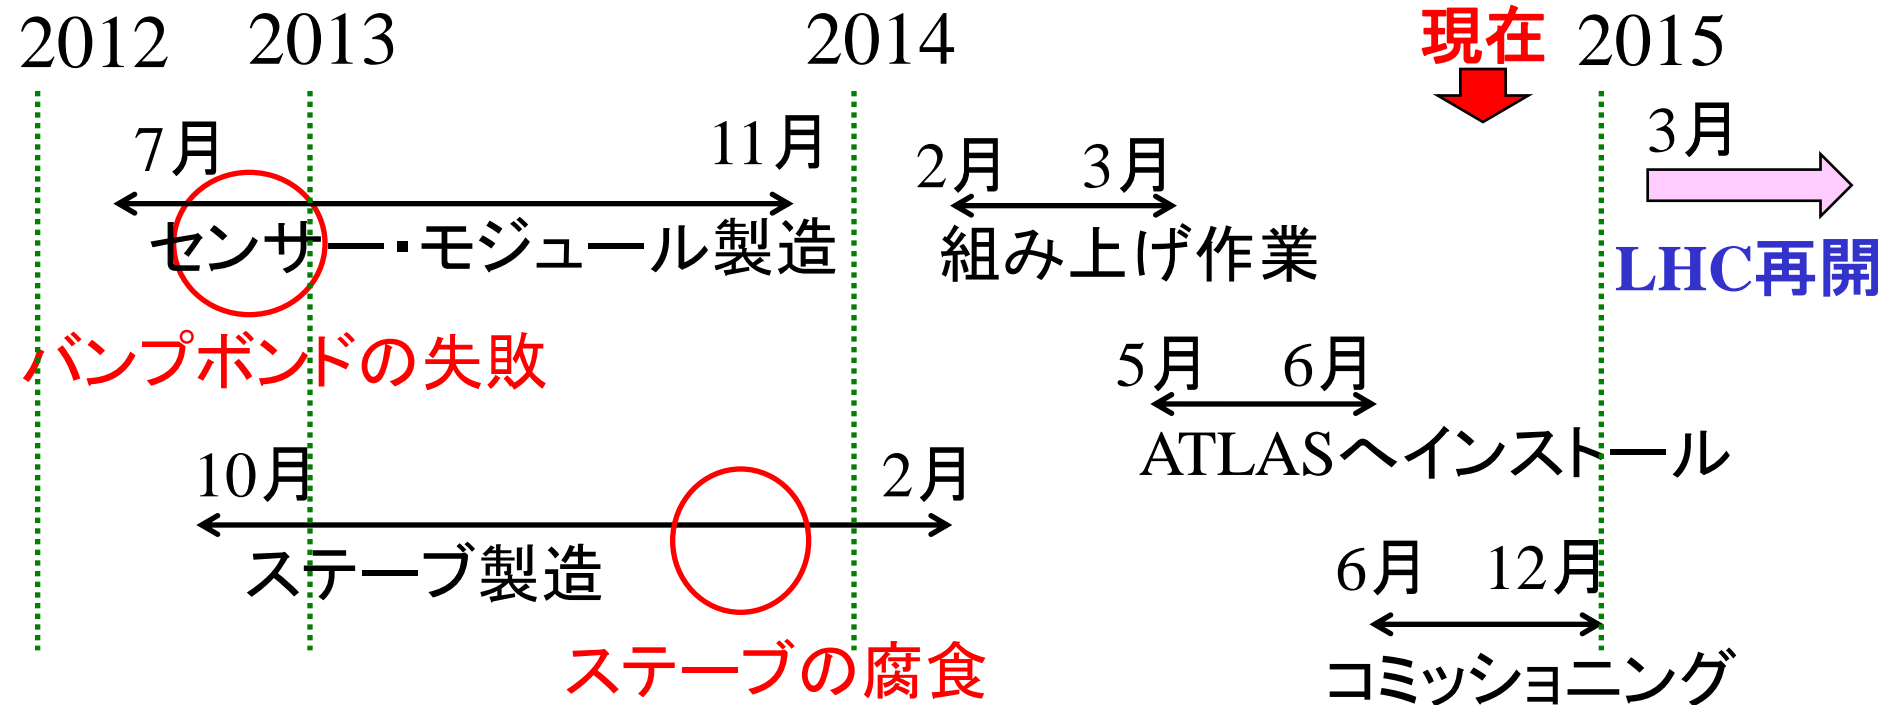 2012 2013 2014 現在 2015
7月 11月 2月 3月 3月
センサー・モジュール製造 組み上げ作業 LHC再開
バンプボンドの失敗 5月 6月
ATLASへインストール
10月 2月
ステーブ製造 6月 12月
ステーブの腐食 コミッショニング